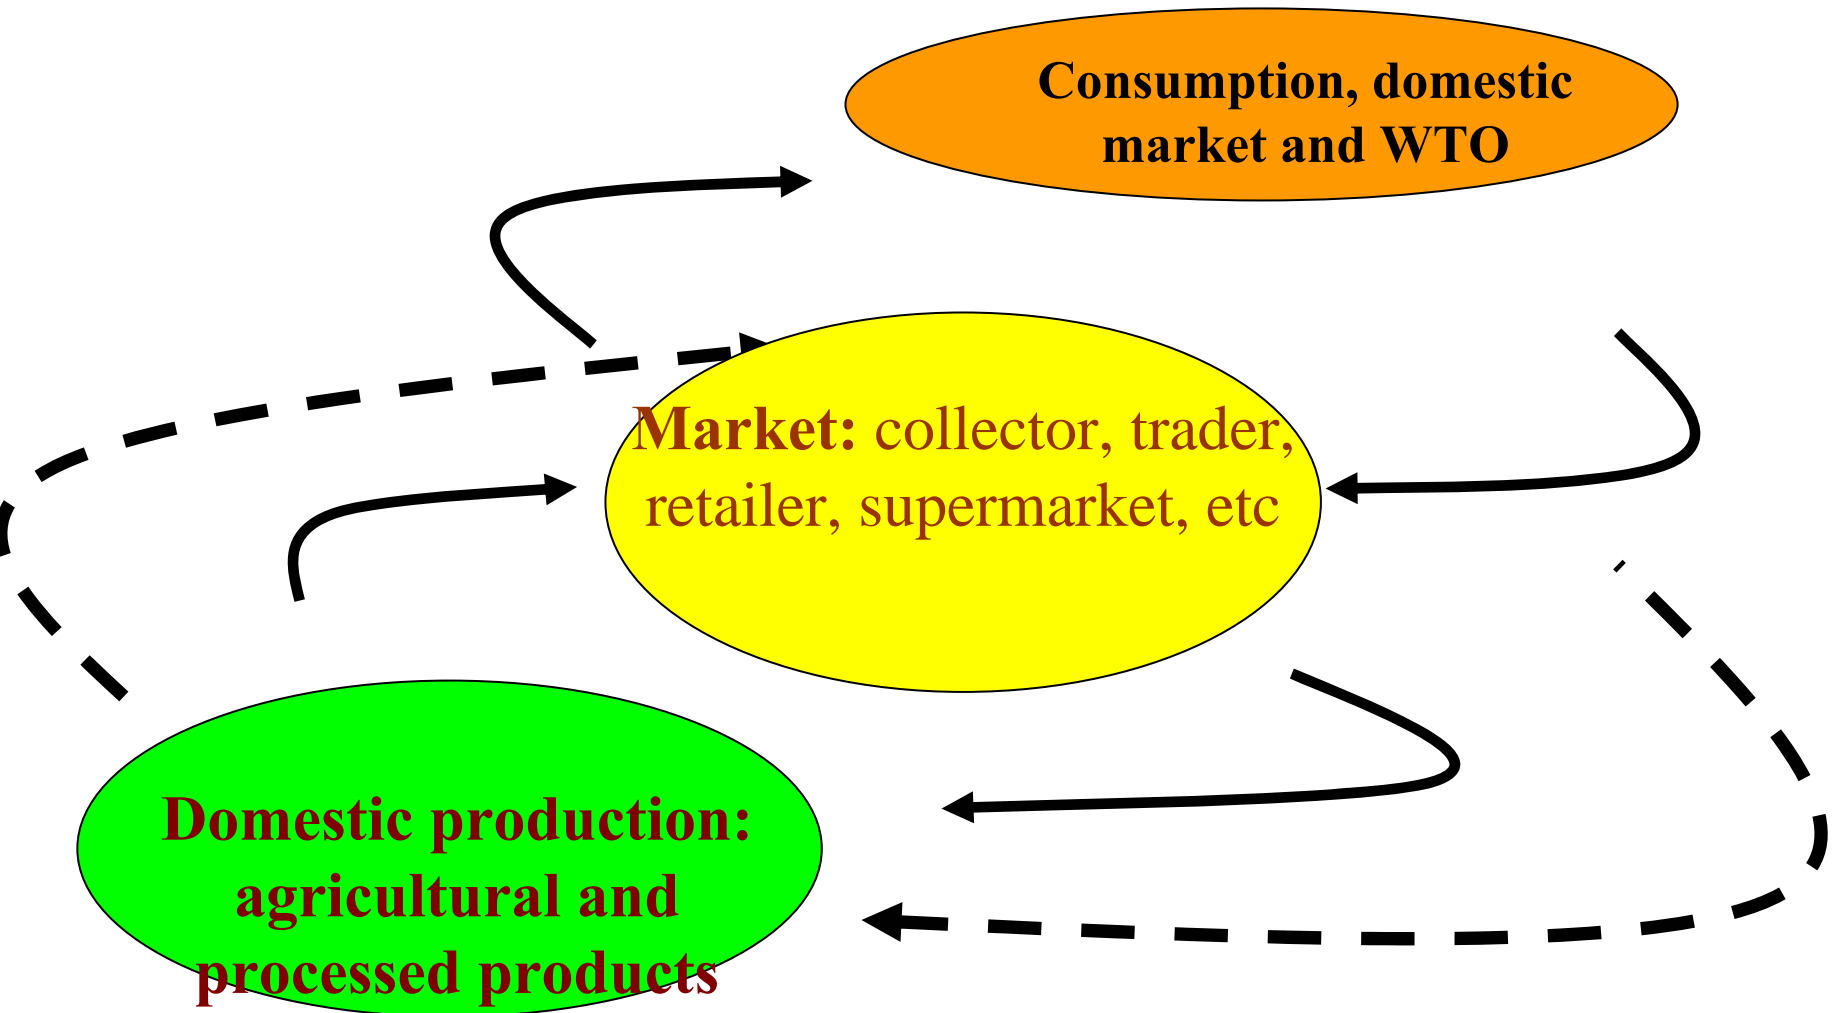 Consumption, domestic
market and WTO
Market: collector, trader,
retailer, supermarket, etc
Domestic production:
agricultural and
processed products